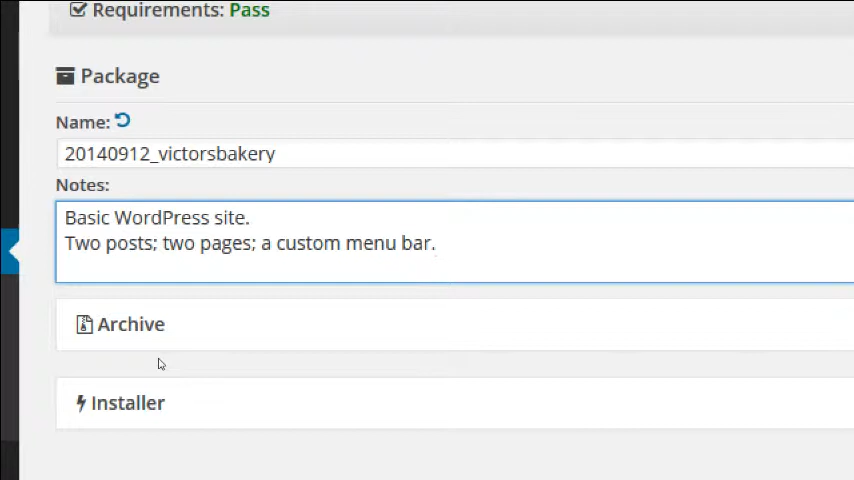 Requirements: Pass
Package
Name:
20140912_victorsbakery
Notes:
Basic WordPress site.
Two posts; two pages; a custom menu bar.
Archive
Installer